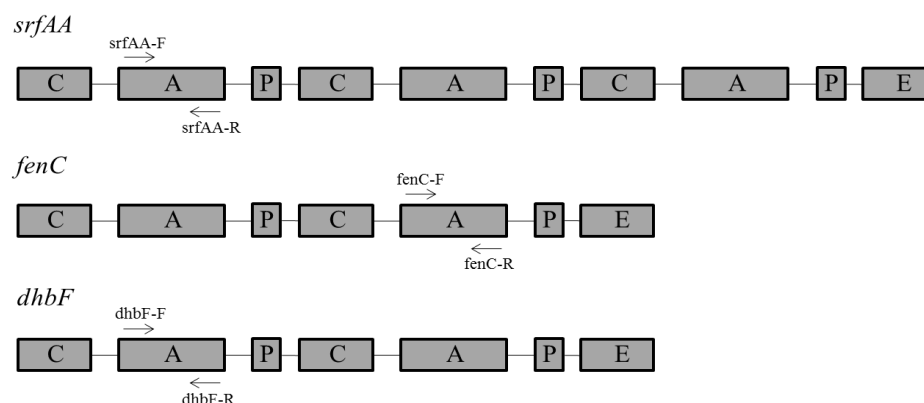 srfAA
srfAA-F
C A P C A P C A P E
srfAA-R
fenC
fenC-F
C A P C A P E
fenC-R
dhbF
dhbF-F
C A P C A P E
dhbF-R